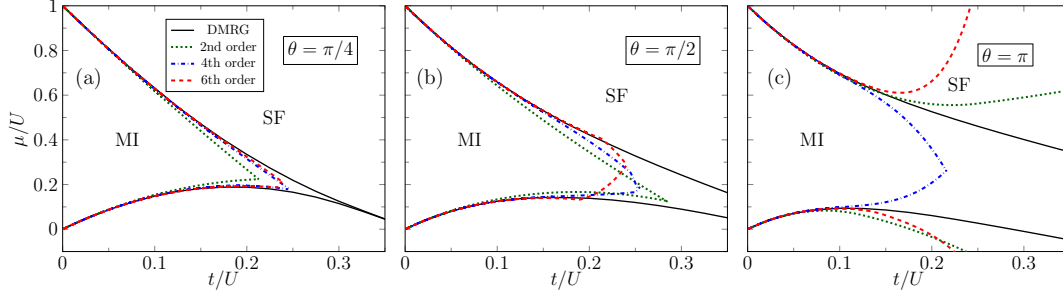 1
0.8
0.6
0.4
0.2
0
μ/U
DMRG
2nd order
4th order
6th order
θ = π/4
(a)
SF
MI
0
0.1
0.2
0.3
t/U
θ = π/2
(b)
SF
MI
0
0.1
0.2
0.3
t/U
θ = π
(c)
SF
MI
0
0.1
0.2
0.3
t/U